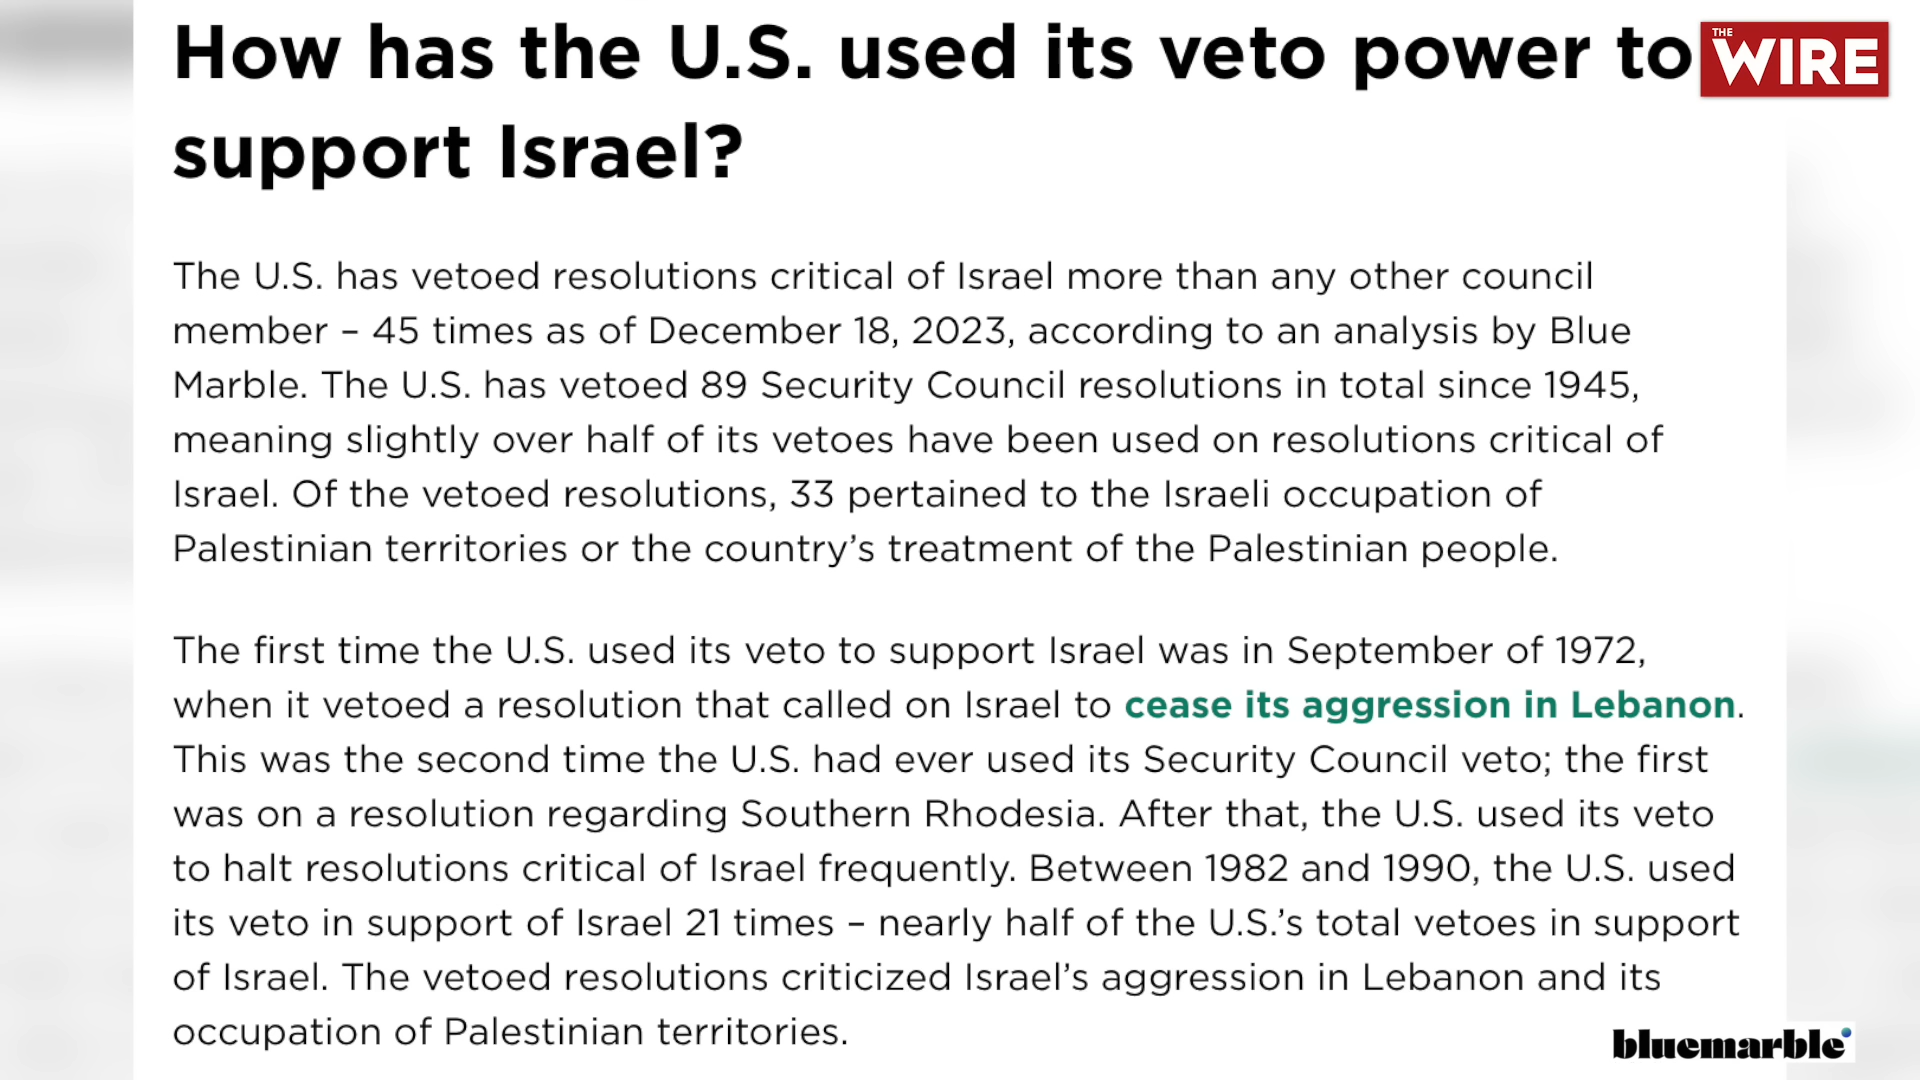 How has the U.S. used its veto power to
support Israel?
THE
WIRE
The U.S. has vetoed resolutions critical of Israel more than any other council
member – 45 times as of December 18, 2023, according to an analysis by Blue
Marble. The U.S. has vetoed 89 Security Council resolutions in total since 1945,
meaning slightly over half of its vetoes have been used on resolutions critical of
Israel. Of the vetoed resolutions, 33 pertained to the Israeli occupation of
Palestinian territories or the country’s treatment of the Palestinian people.
The first time the U.S. used its veto to support Israel was in September of 1972,
when it vetoed a resolution that called on Israel to cease its aggression in Lebanon.
This was the second time the U.S. had ever used its Security Council veto; the first
was on a resolution regarding Southern Rhodesia. After that, the U.S. used its veto
to halt resolutions critical of Israel frequently. Between 1982 and 1990, the U.S. used
its veto in support of Israel 21 times – nearly half of the U.S.’s total vetoes in support
of Israel. The vetoed resolutions criticized Israel’s aggression in Lebanon and its
occupation of Palestinian territories.
bluemarble